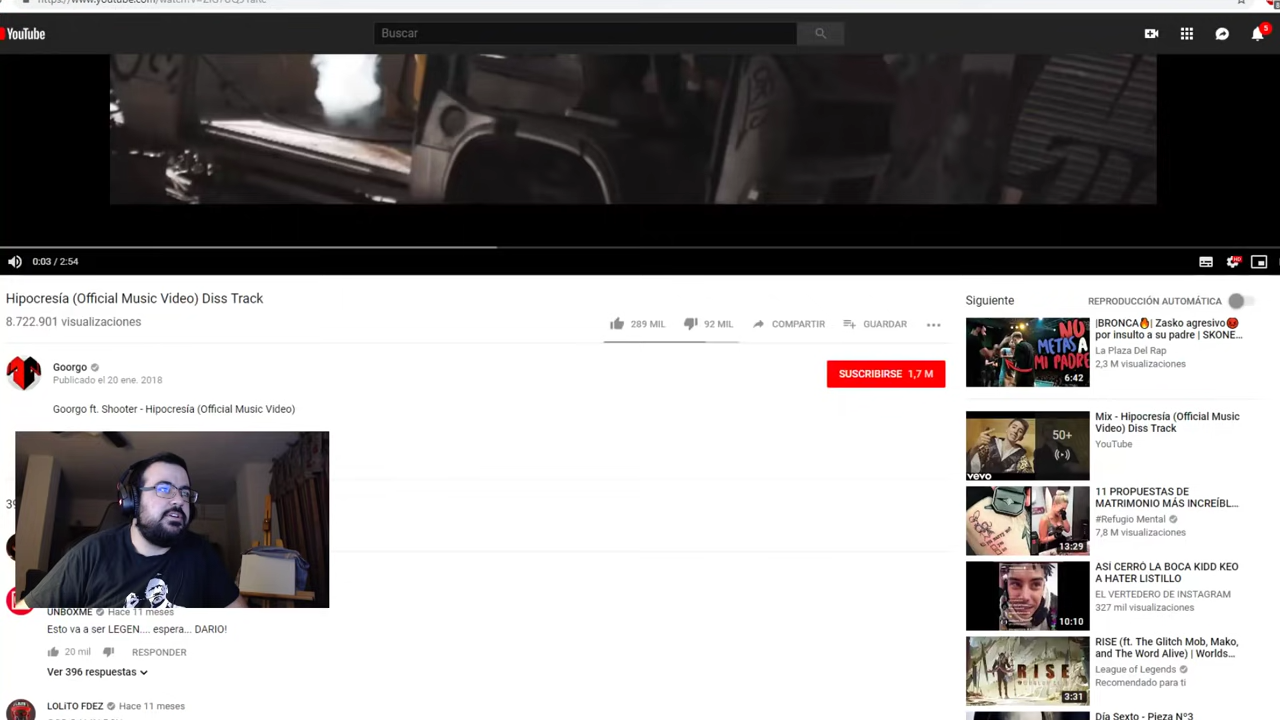 YouTube
Buscar
5
0:03 / 2:54
HD
Hipocresía (Official Music Video) Diss Track
8.722.901 visualizaciones
289 MIL
92 MIL
COMPARTIR
GUARDAR
Goorgo
Publicado el 20 ene. 2018
SUSCRIBIRSE 1,7 M
Goorgo ft. Shooter - Hipocresía (Official Music Video)
UNBOXME
Hace 11 meses
Esto va a ser LEGEN.... espera... DARIO!
20 mil
RESPONDER
Ver 396 respuestas
LOLiTO FDEZ
Hace 11 meses
Siguiente
REPRODUCCIÓN AUTOMÁTICA
NO
METAS A
MI PADRE
6:42
|BRONCA🔥| Zasko agresivo😡
por insulto a su padre | SKONE...
La Plaza Del Rap
2,3 M visualizaciones
50+
vevo
Mix - Hipocresía (Official Music
Video) Diss Track
YouTube
13:29
11 PROPUESTAS DE
MATRIMONIO MÁS INCREÍBL...
#Refugio Mental
7,8 M visualizaciones
10:10
ASÍ CERRÓ LA BOCA KIDD KEO
A HATER LISTILLO
EL VERTEDERO DE INSTAGRAM
327 mil visualizaciones
RISE
3:31
RISE (ft. The Glitch Mob, Mako,
and The Word Alive) | Worlds...
League of Legends
Recomendado para ti
Día Sexto - Pieza Nº3